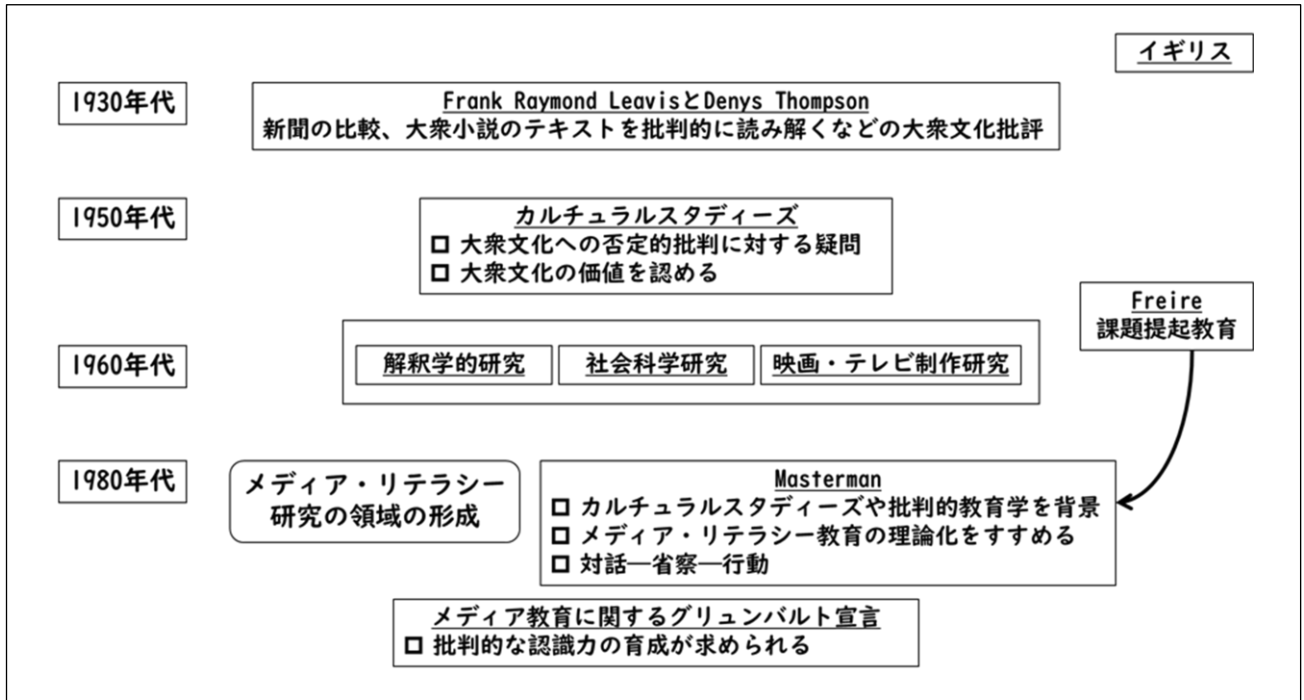 イギリス
1930年代
Frank Raymond LeavisとDenys Thompson
新聞の比較、大衆小説のテキストを批判的に読み解くなどの大衆文化批評
1950年代
カルチュラルスタディーズ
□ 大衆文化への否定的批判に対する疑問
□ 大衆文化の価値を認める
Freire
課題提起教育
1960年代
解釈学的研究
社会科学研究
映画・テレビ制作研究
1980年代
メディア・リテラシー
研究の領域の形成
Masterman
□ カルチュラルスタディーズや批判的教育学を背景
□ メディア・リテラシー教育の理論化をすすめる
□ 対話―省察―行動
メディア教育に関するグリュンバルト宣言
□ 批判的な認識力の育成が求められる